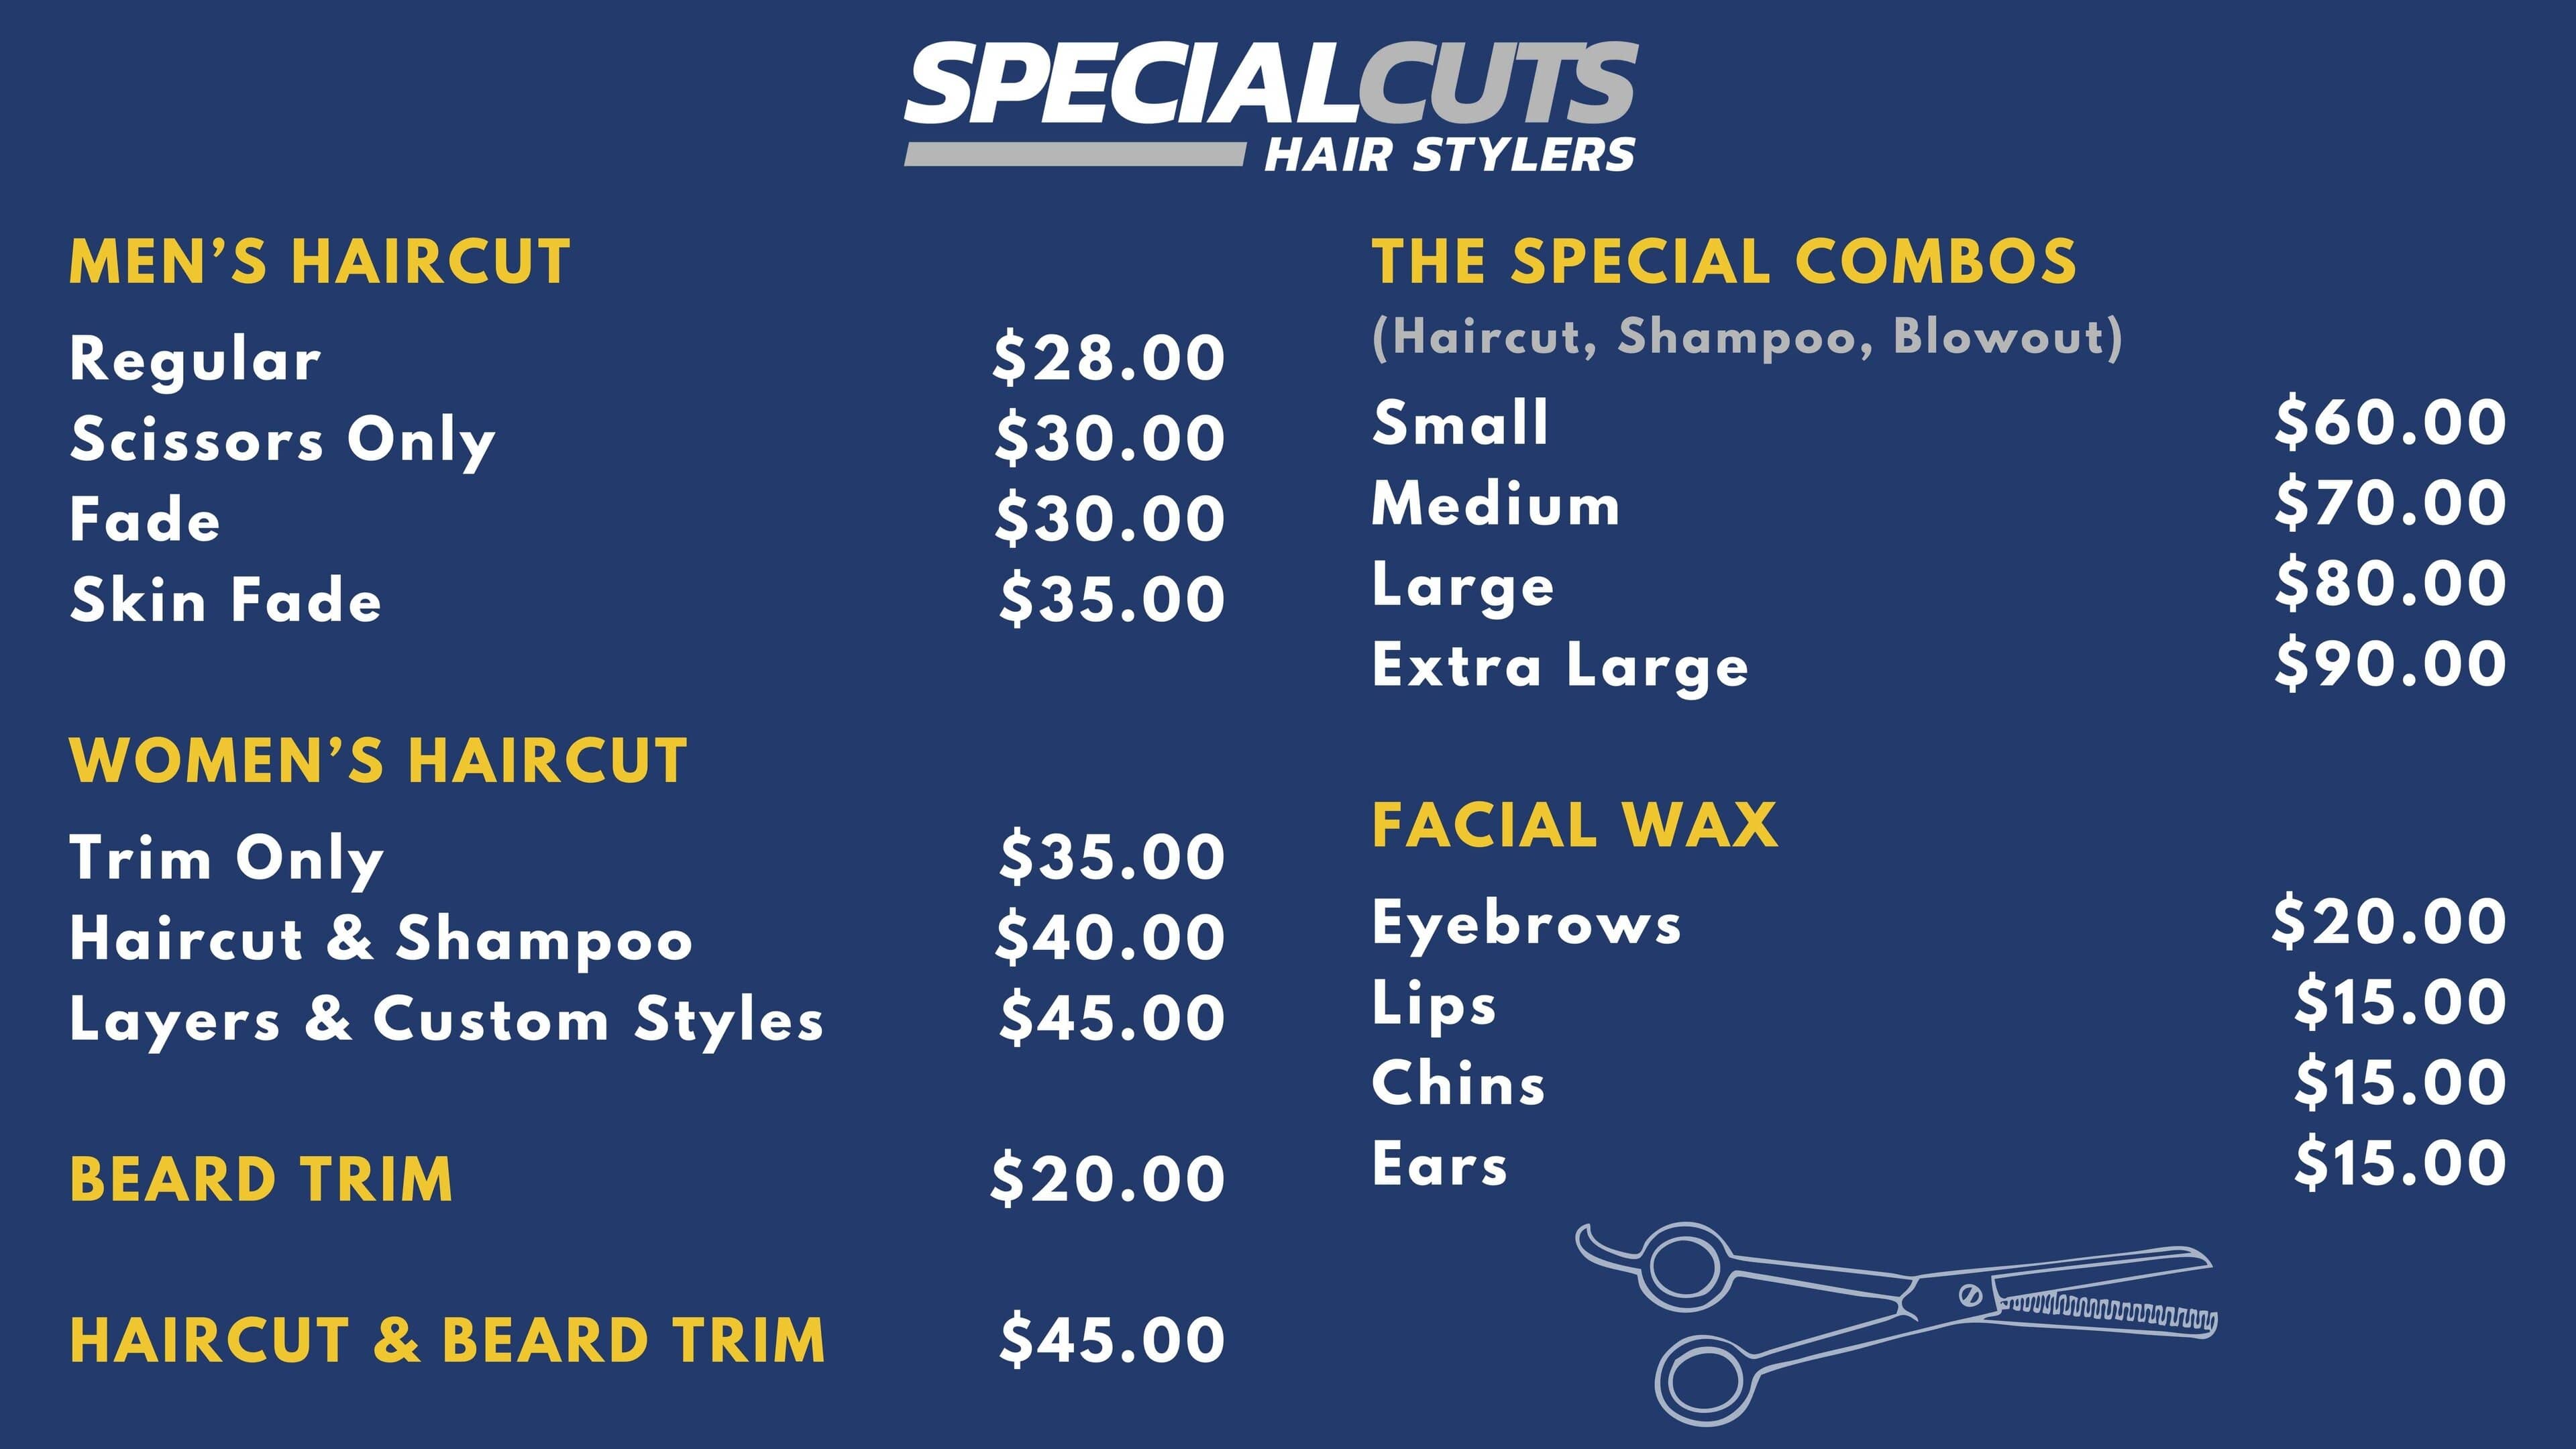 SPECIALCUTS
HAIR STYLERS
MEN’S HAIRCUT
Regular $28.00
Scissors Only $30.00
Fade $30.00
Skin Fade $35.00
WOMEN’S HAIRCUT
Trim Only $35.00
Haircut & Shampoo $40.00
Layers & Custom Styles $45.00
BEARD TRIM $20.00
HAIRCUT & BEARD TRIM $45.00
THE SPECIAL COMBOS
(Haircut, Shampoo, Blowout)
Small $60.00
Medium $70.00
Large $80.00
Extra Large $90.00
FACIAL WAX
Eyebrows $20.00
Lips $15.00
Chins $15.00
Ears $15.00